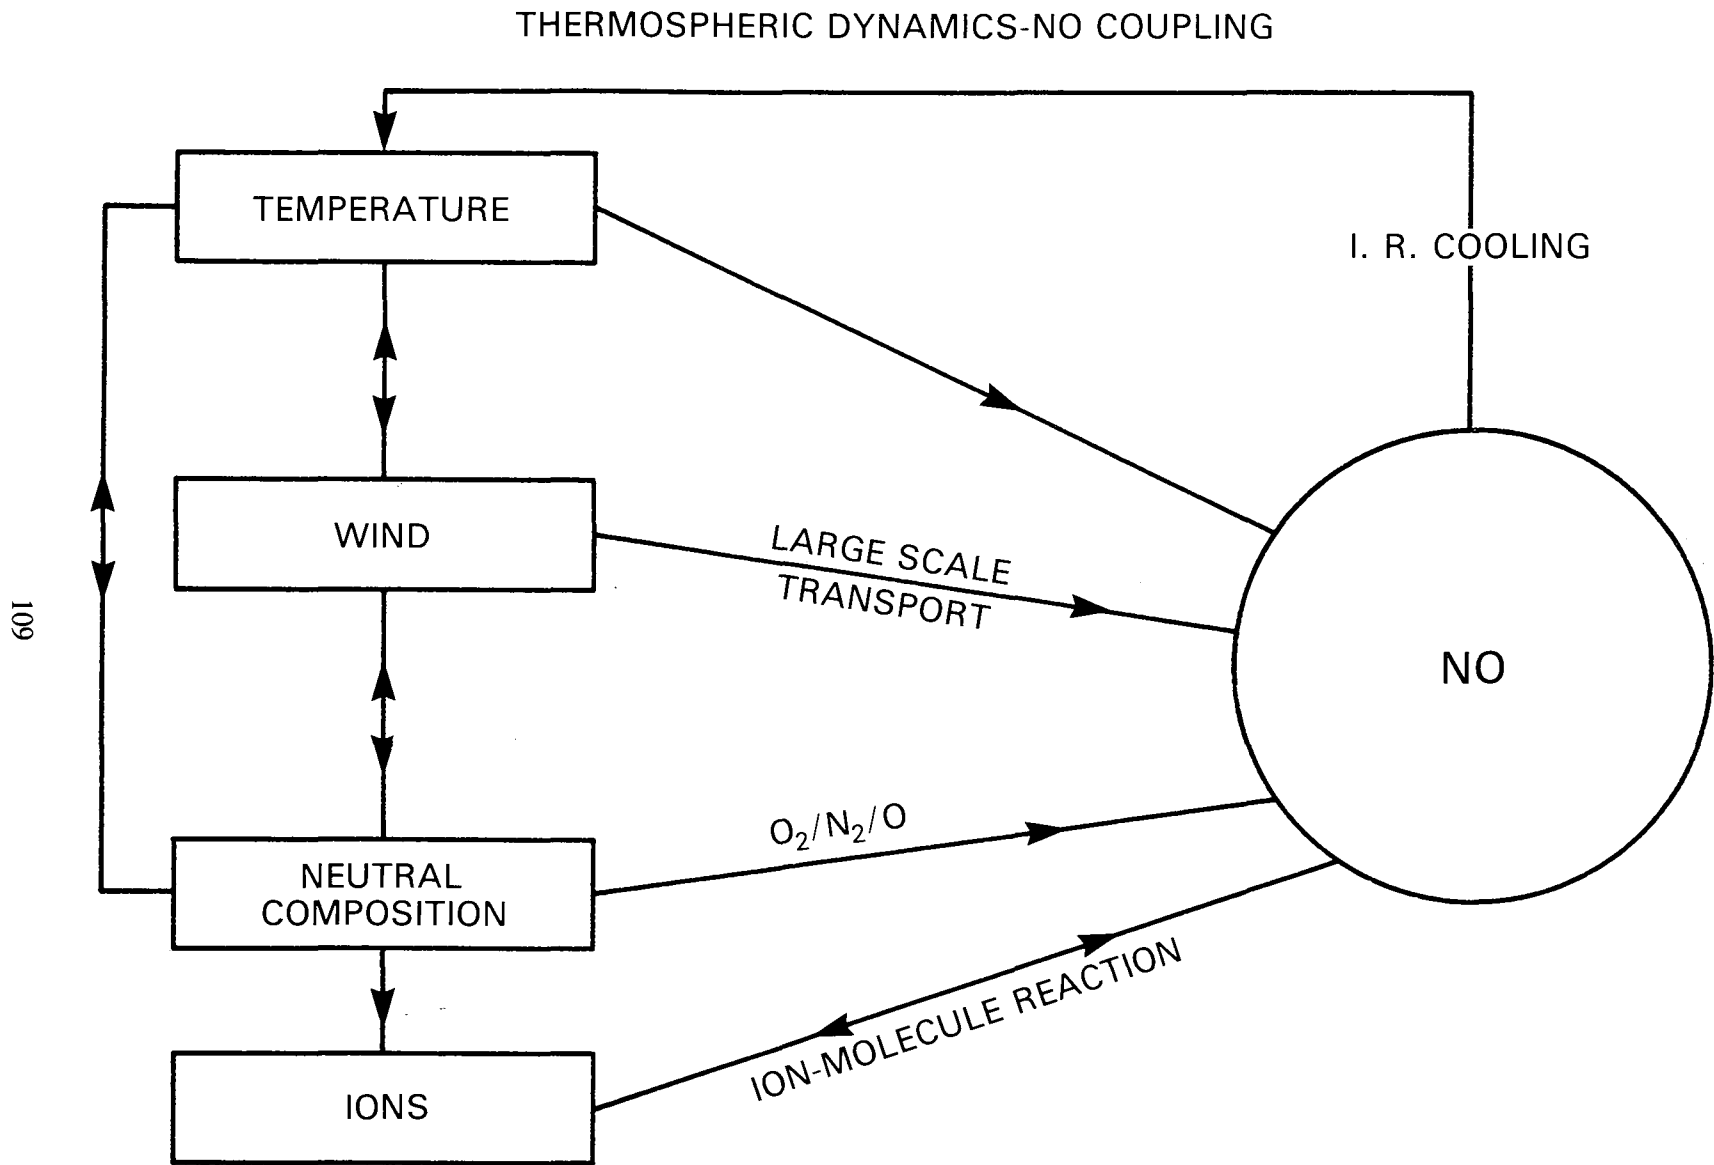 THERMOSPHERIC DYNAMICS-NO COUPLING
TEMPERATURE
I. R. COOLING
WIND
LARGE SCALE
TRANSPORT
109
NO
O₂/N₂/O
NEUTRAL
COMPOSITION
ION-MOLECULE REACTION
IONS